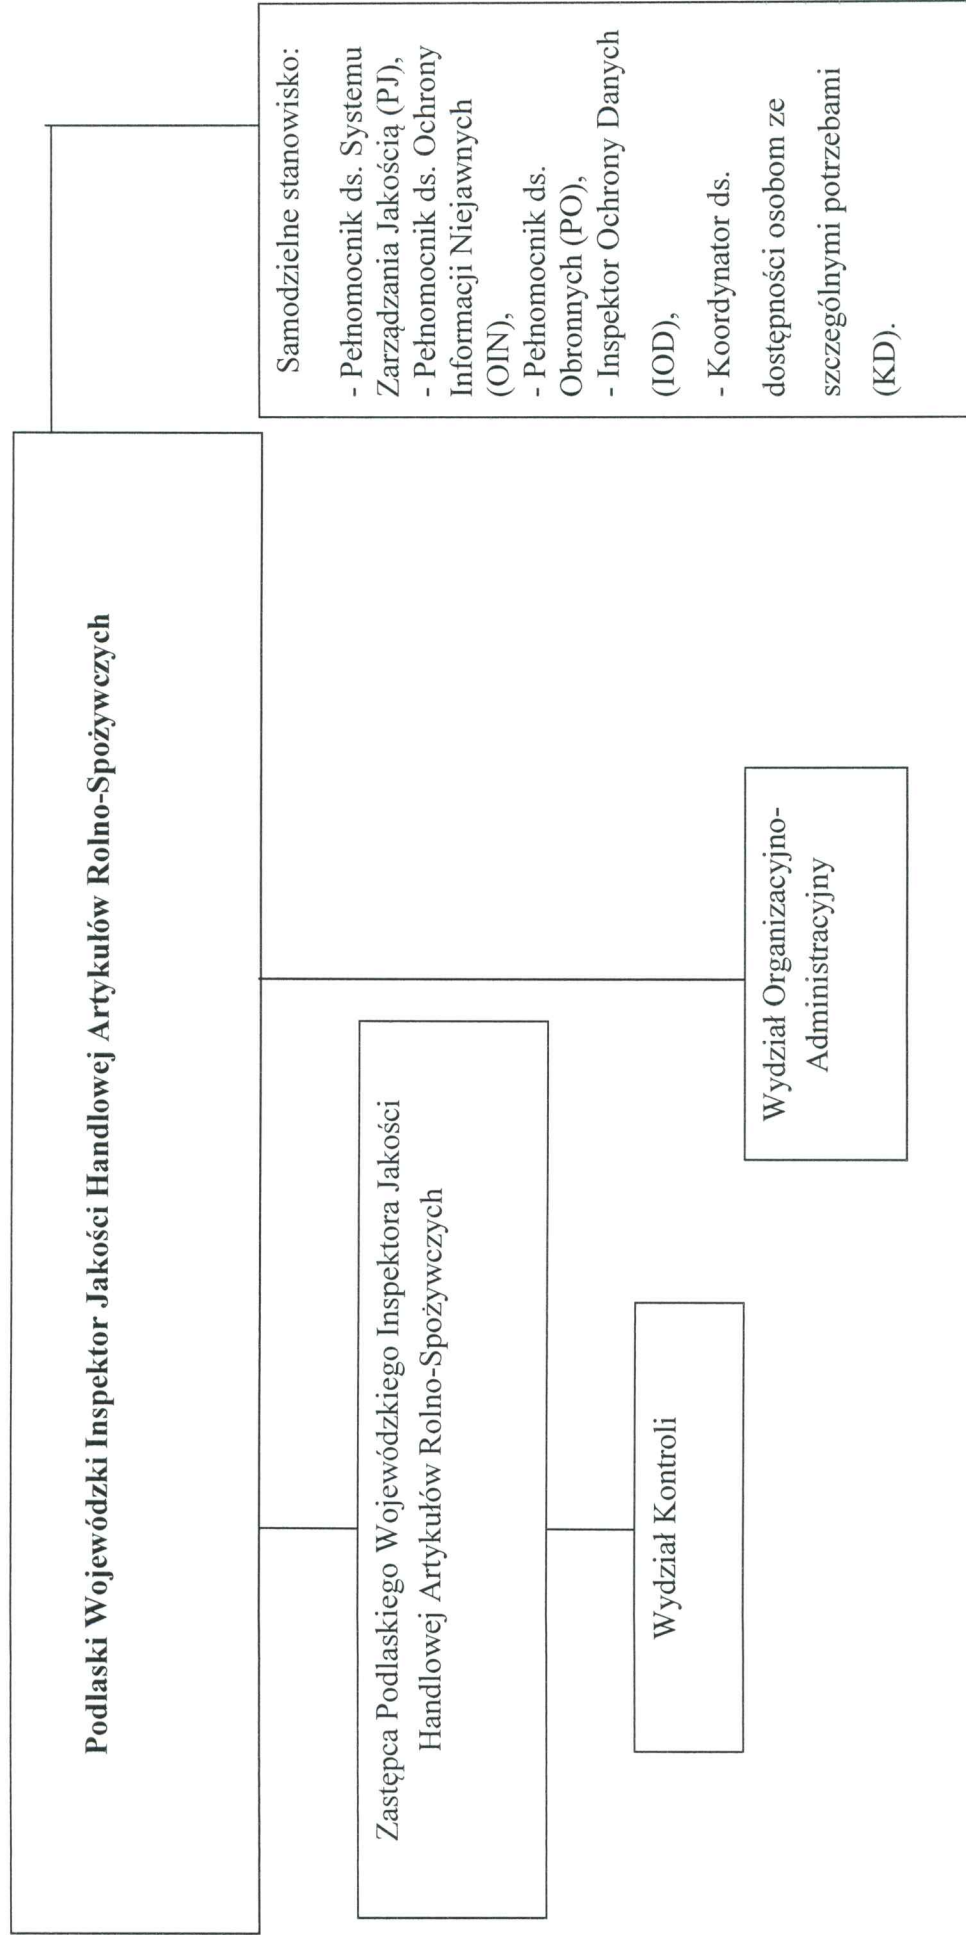 Podlaski Wojewódzki Inspektor Jakości Handlowej Artykułów Rolno-Spożywczych
Samodzielne stanowisko:
- Pełnomocnik ds. Systemu
Zarządzania Jakością (PJ),
- Pełnomocnik ds. Ochrony
Informacji Niejawnych
(OIN),
- Pełnomocnik ds.
Obronnych (PO),
- Inspektor Ochrony Danych
(IOD),
- Koordynator ds.
dostępności osobom ze
szczególnymi potrzebami
(KD).
Zastępca Podlaskiego Wojewódzkiego Inspektora Jakości
Handlowej Artykułów Rolno-Spożywczych
Wydział Kontroli
Wydział Organizacyjno-
Administracyjny